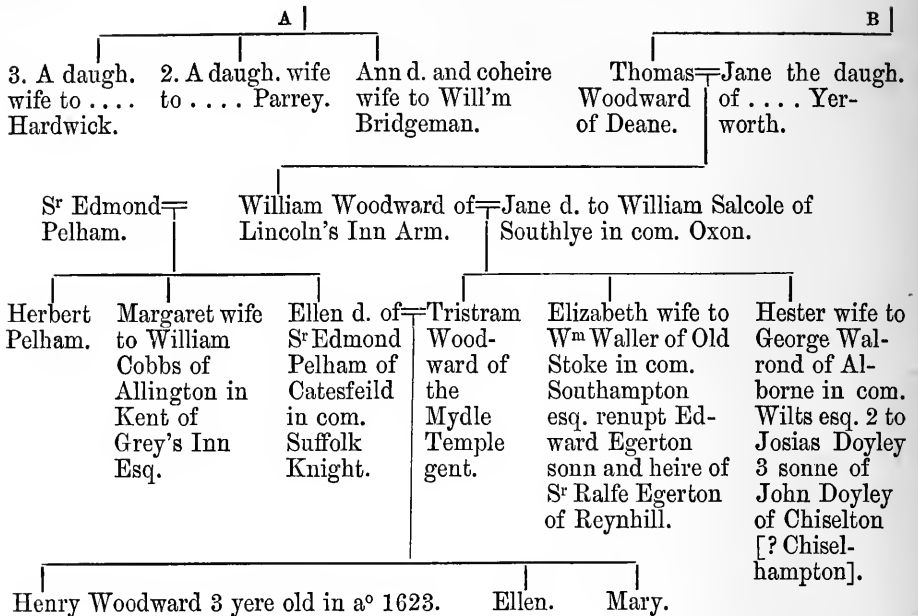 A
B
3. A daugh.
wife to ....
Hardwick.
2. A daugh. wife
to .... Parrey.
Ann d. and coheire
wife to Will'm
Bridgeman.
Thomas
Woodward
of Deane.
Jane the daugh.
of .... Yer-
worth.
Sr Edmond
Pelham.
William Woodward of
Lincoln's Inn Arm.
Jane d. to William Salcole of
Southlye in com. Oxon.
Herbert
Pelham.
Margaret wife
to William
Cobbs of
Allington in
Kent of
Grey's Inn
Esq.
Ellen d. of
Sr Edmond
Pelham of
Catesfeild
in com.
Suffolk
Knight.
Tristram
Wood-
ward of
the
Mydle
Temple
gent.
Elizabeth wife to
Wm Waller of Old
Stoke in com.
Southampton
esq. renupt Ed-
ward Egerton
sonn and heire of
Sr Ralfe Egerton
of Reynhill.
Hester wife to
George Wal-
rond of Al-
borne in com.
Wilts esq. 2 to
Josias Doyley
3 sonne of
John Doyley
of Chiselton
[? Chisel-
hampton].
Henry Woodward 3 yere old in ao 1623.
Ellen.
Mary.